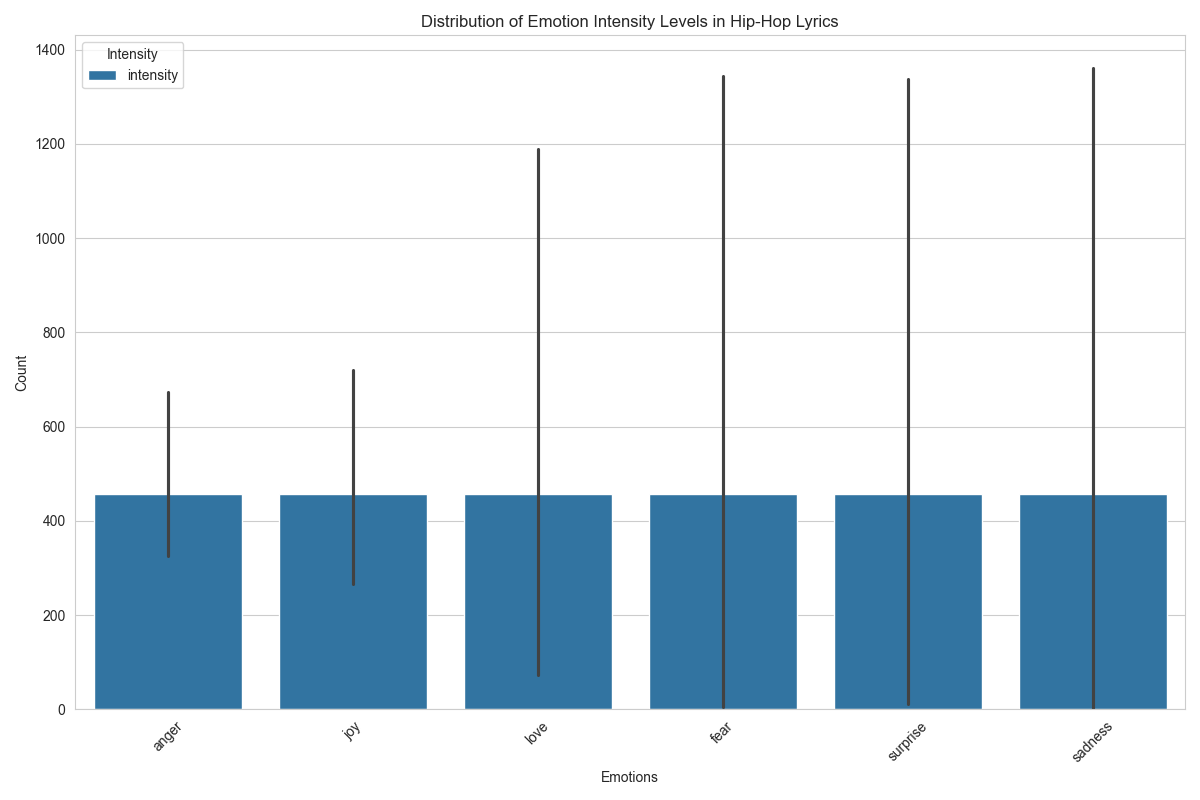 Distribution of Emotion Intensity Levels in Hip-Hop Lyrics
Intensity
intensity
Count
1400
1200
1000
800
600
400
200
0
anger
joy
love
fear
surprise
sadness
Emotions